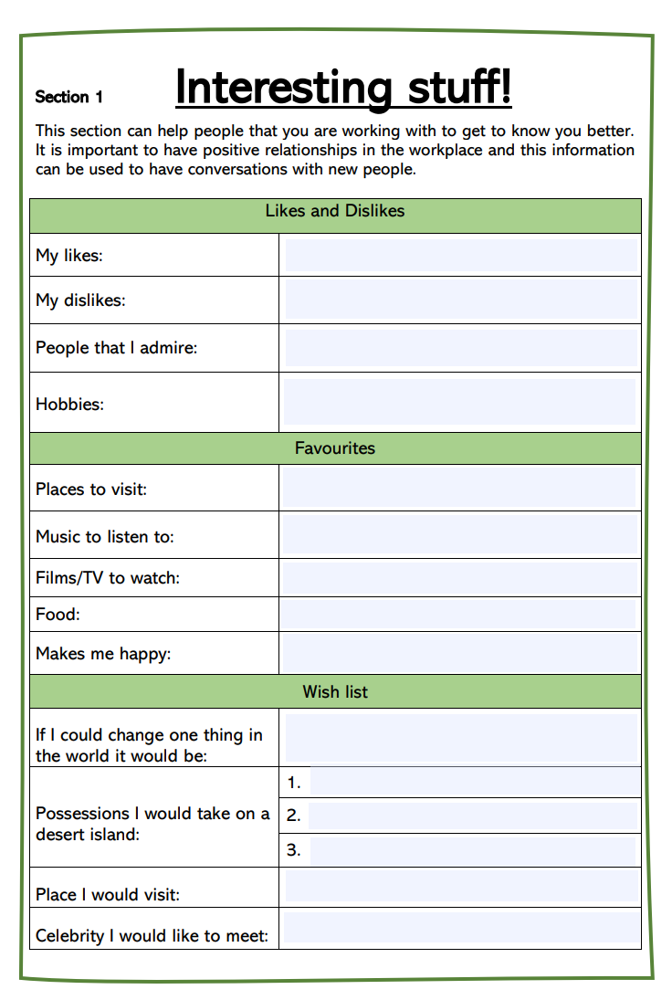 Section 1
Interesting stuff!
This section can help people that you are working with to get to know you better.
It is important to have positive relationships in the workplace and this information
can be used to have conversations with new people.
Likes and Dislikes
My likes:
My dislikes:
People that I admire:
Hobbies:
Favourites
Places to visit:
Music to listen to:
Films/TV to watch:
Food:
Makes me happy:
Wish list
If I could change one thing in
the world it would be:
Possessions I would take on a
desert island:
1.
2.
3.
Place I would visit:
Celebrity I would like to meet: